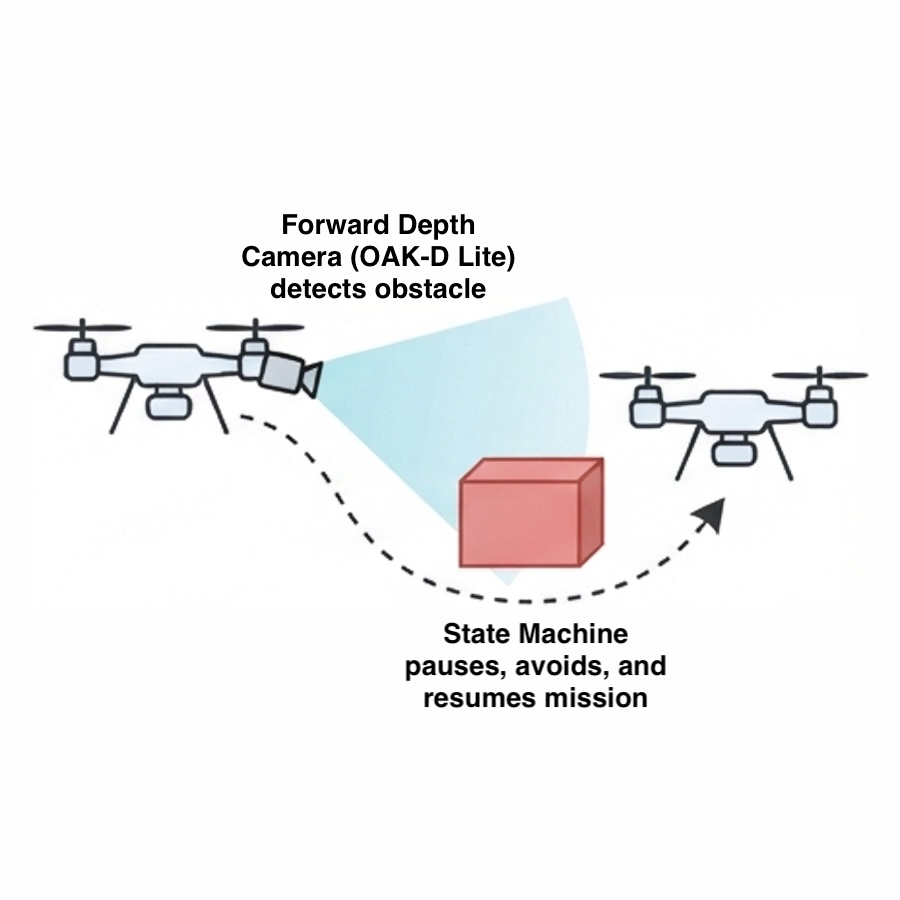 Forward Depth
Camera (OAK-D Lite)
detects obstacle
State Machine
pauses, avoids, and
resumes mission